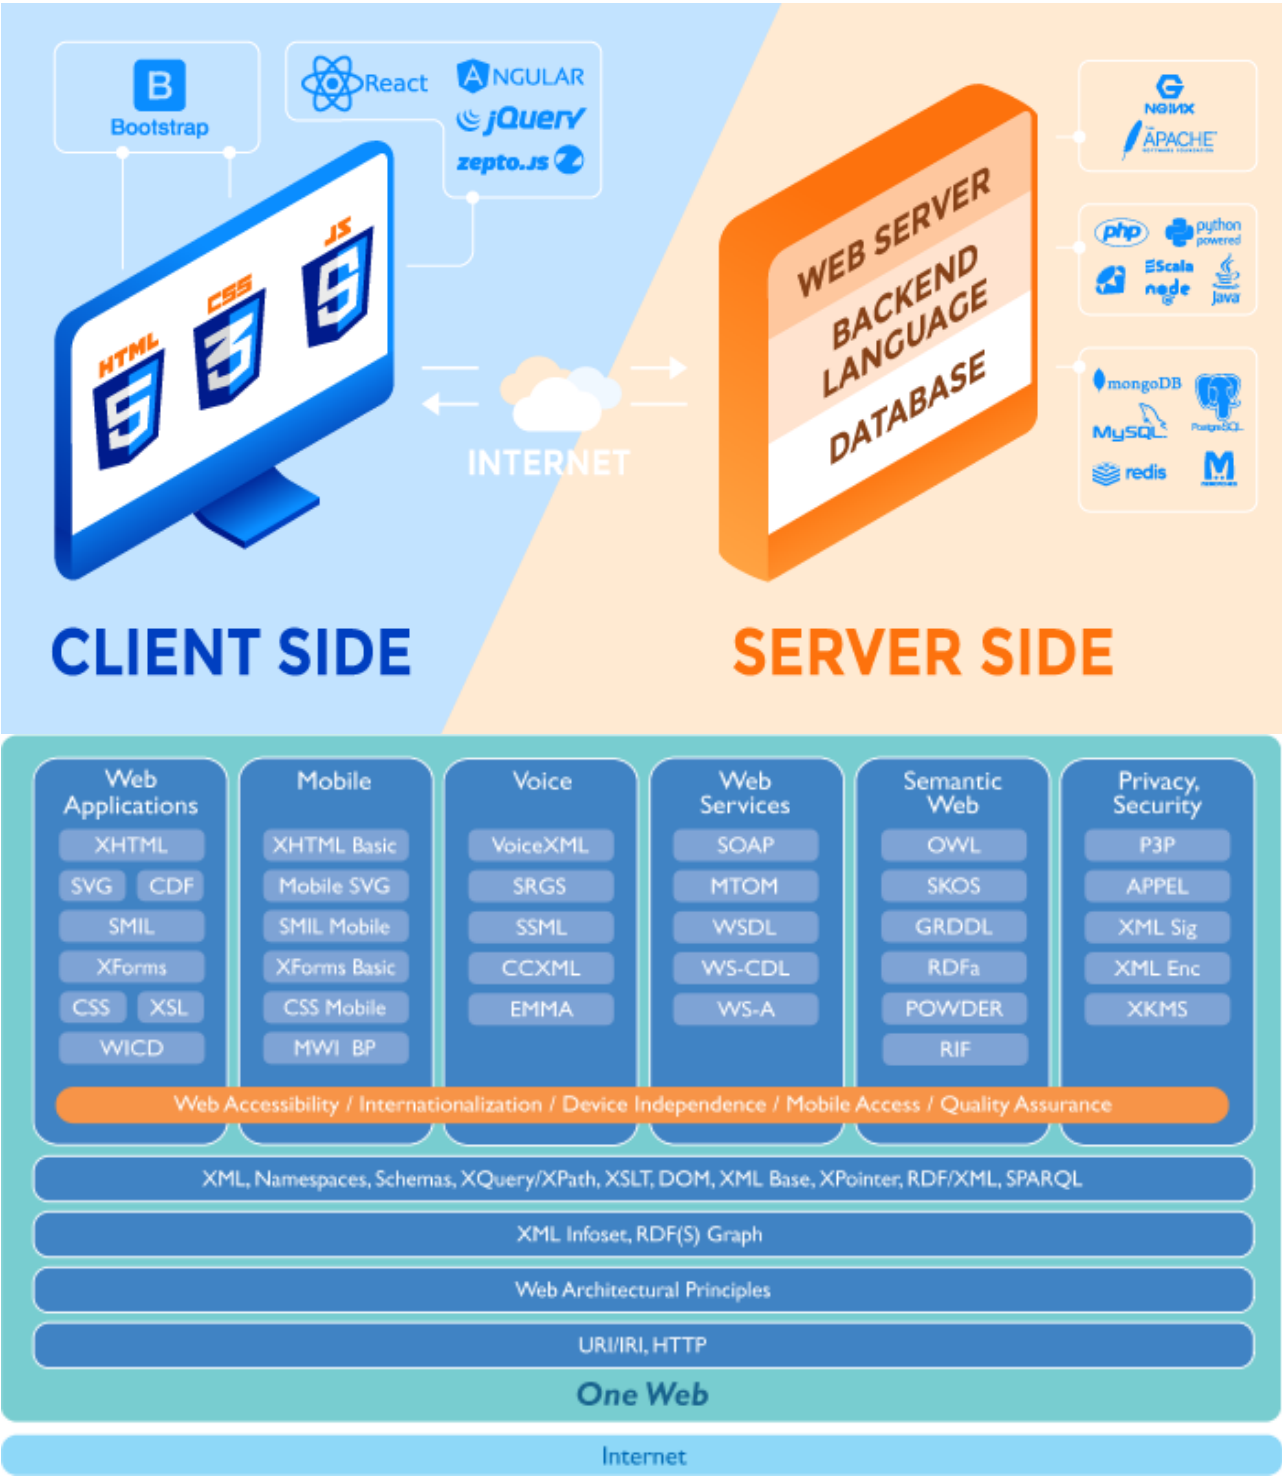 B
Bootstrap
React
ANGULAR
jQuery
zepto.js
HTML
5
CSS
3
JS
5
INTERNET
WEB SERVER
BACKEND
LANGUAGE
DATABASE
NGINX
THE
APACHE
SOFTWARE FOUNDATION
php
python
powered
Scala
node
Java
mongoDB
MySQL
PostgreSQL
redis
M
CLIENT SIDE
SERVER SIDE
Web
Applications
XHTML
SVG CDF
SMIL
XForms
CSS XSL
WICD
Mobile
XHTML Basic
Mobile SVG
SMIL Mobile
XForms Basic
CSS Mobile
MWI BP
Voice
VoiceXML
SRGS
SSML
CCXML
EMMA
Web
Services
SOAP
MTOM
WSDL
WS-CDL
WS-A
Semantic
Web
OWL
SKOS
GRDDL
RDFa
POWDER
RIF
Privacy,
Security
P3P
APPEL
XML Sig
XML Enc
XKMS
Web Accessibility / Internationalization / Device Independence / Mobile Access / Quality Assurance
XML, Namespaces, Schemas, XQuery/XPath, XSLT, DOM, XML Base, XPointer, RDF/XML, SPARQL
XML Infoset, RDF(S) Graph
Web Architectural Principles
URI/IRI, HTTP
One Web
Internet